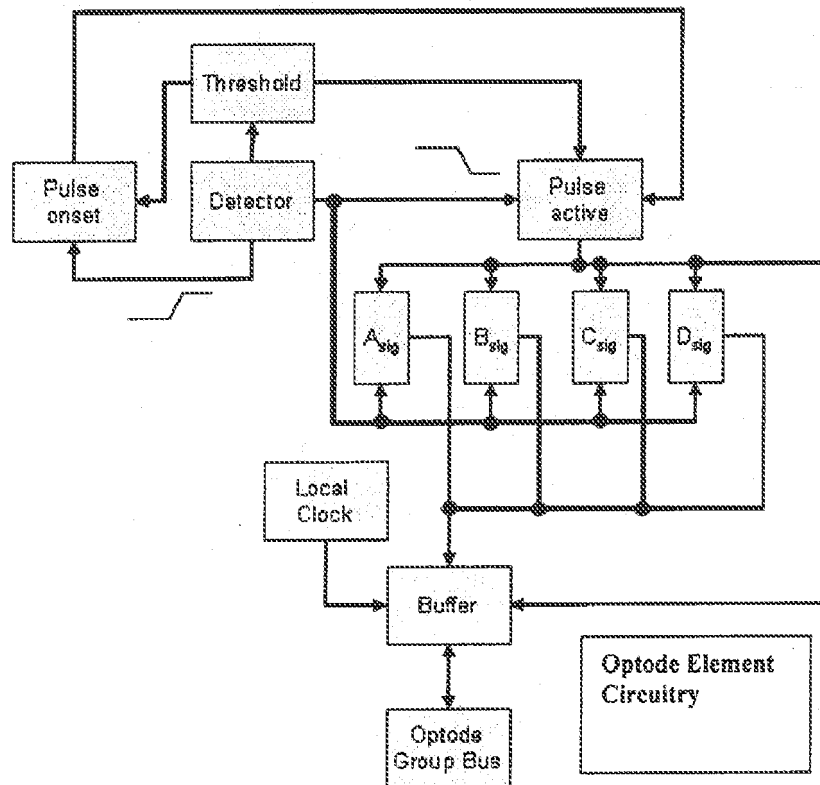 Threshold
Pulse
onset
Detector
Pulse
active
Asig
Bsig
Csig
Dsig
Local
Clock
Buffer
Optode Element
Circuitry
Optode
Group Bus